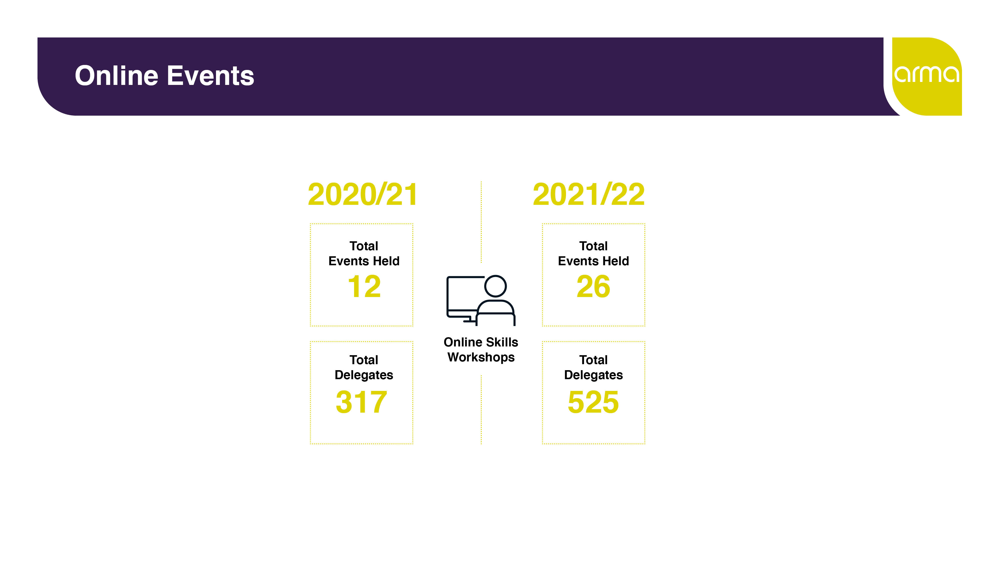 Online Events
arma
2020/21
2021/22
Total
Events Held
12
Total
Events Held
26
Online Skills
Workshops
Total
Delegates
317
Total
Delegates
525